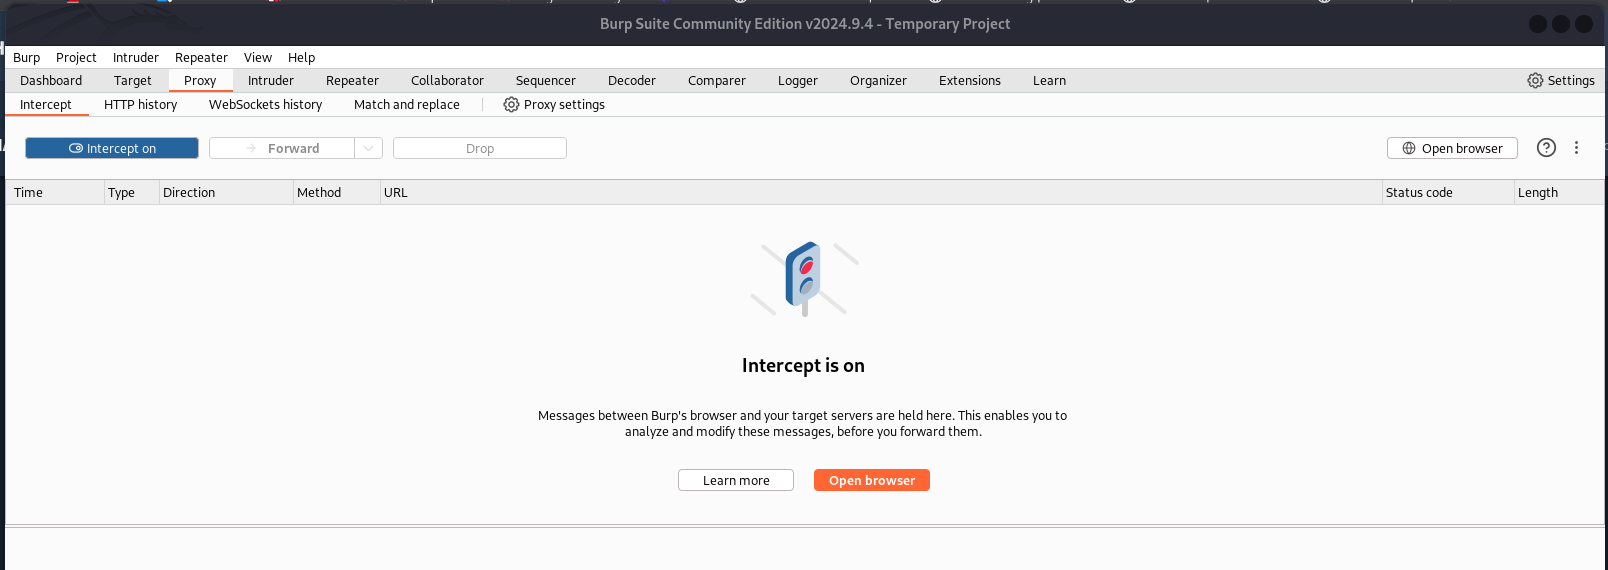 Burp Suite Community Edition v2024.9.4 - Temporary Project
Burp Project Intruder Repeater View Help
Dashboard Target Proxy Intruder Repeater Collaborator Sequencer Decoder Comparer Logger Organizer Extensions Learn Settings
Intercept HTTP history WebSockets history Match and replace Proxy settings
Intercept on Forward Drop Open browser
Time Type Direction Method URL Status code Length
Intercept is on
Messages between Burp's browser and your target servers are held here. This enables you to
analyze and modify these messages, before you forward them.
Learn more Open browser